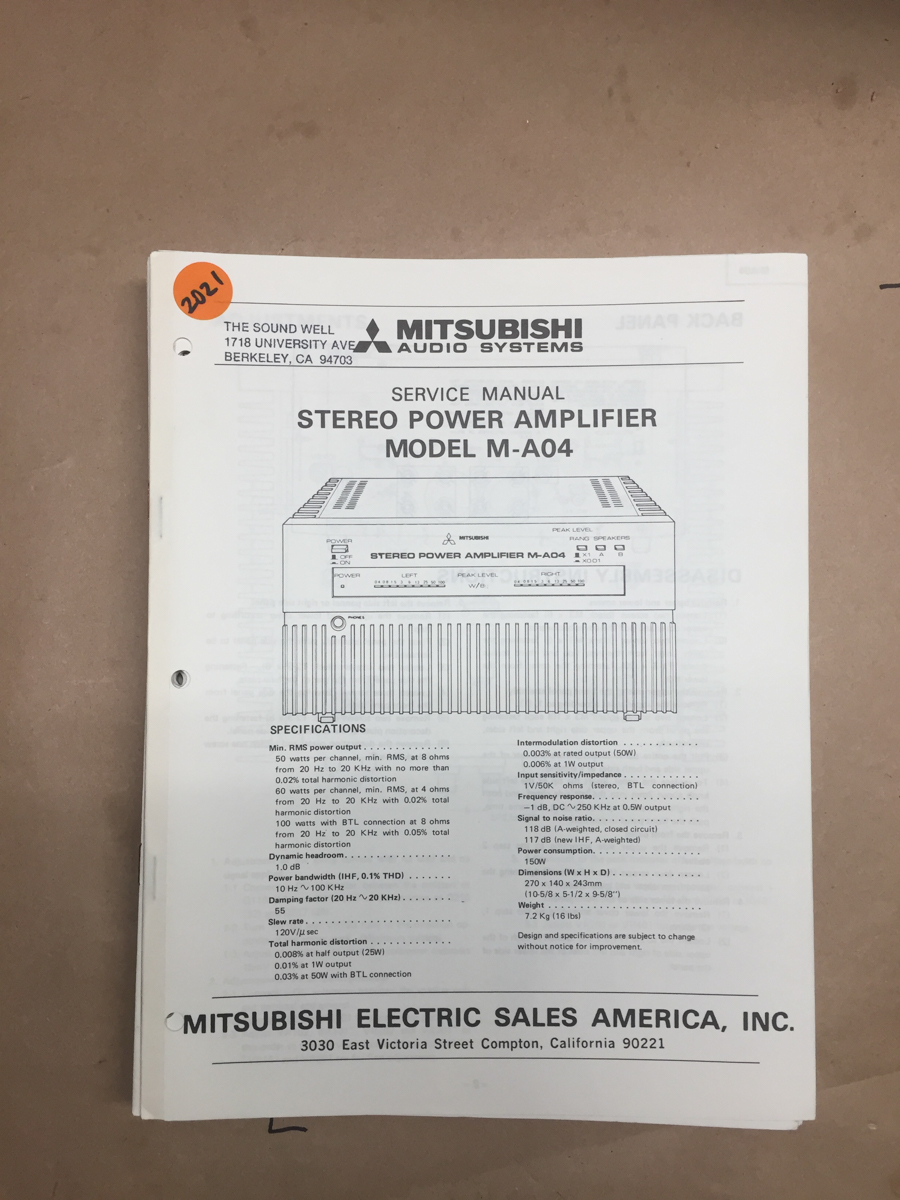 2021
THE SOUND WELL
1718 UNIVERSITY AVE
BERKELEY, CA 94703
MITSUBISHI
AUDIO SYSTEMS
SERVICE MANUAL
STEREO POWER AMPLIFIER
MODEL M-A04
PEAK LEVEL
POWER
MITSUBISHI
RANG SPEAKERS
OFF
ON
STEREO POWER AMPLIFIER M-A04
X1 A B
X0.01
POWER
LEFT
PEAK LEVEL
RIGHT
W/8
PHONES
SPECIFICATIONS
Min. RMS power output . . . . . . . . . . . . .
50 watts per channel, min. RMS, at 8 ohms
from 20 Hz to 20 KHz with no more than
0.02% total harmonic distortion
60 watts per channel, min. RMS, at 4 ohms
from 20 Hz to 20 KHz with 0.02% total
harmonic distortion
100 watts with BTL connection at 8 ohms
from 20 Hz to 20 KHz with 0.05% total
harmonic distortion
Dynamic headroom. . . . . . . . . . . . . . . .
1.0 dB
Power bandwidth (IHF, 0.1% THD) . . . . . . .
10 Hz ~ 100 KHz
Damping factor (20 Hz ~ 20 KHz). . . . . . . .
55
Slew rate. . . . . . . . . . . . . . . . . . . . . .
120V/μ sec
Total harmonic distortion . . . . . . . . . . . .
0.008% at half output (25W)
0.01% at 1W output
0.03% at 50W with BTL connection
Intermodulation distortion . . . . . . . . . . . .
0.003% at rated output (50W)
0.006% at 1W output
Input sensitivity/impedance . . . . . . . . . . . .
1V/50K ohms (stereo, BTL connection)
Frequency response. . . . . . . . . . . . . . . . .
−1 dB, DC ~ 250 KHz at 0.5W output
Signal to noise ratio. . . . . . . . . . . . . . . . .
118 dB (A-weighted, closed circuit)
117 dB (new IHF, A-weighted)
Power consumption. . . . . . . . . . . . . . . . .
150W
Dimensions (W x H x D) . . . . . . . . . . . . . .
270 x 140 x 243mm
(10-5/8 x 5-1/2 x 9-5/8")
Weight . . . . . . . . . . . . . . . . . . . . . . . .
7.2 Kg (16 lbs)
Design and specifications are subject to change
without notice for improvement.
MITSUBISHI ELECTRIC SALES AMERICA, INC.
3030 East Victoria Street Compton, California 90221